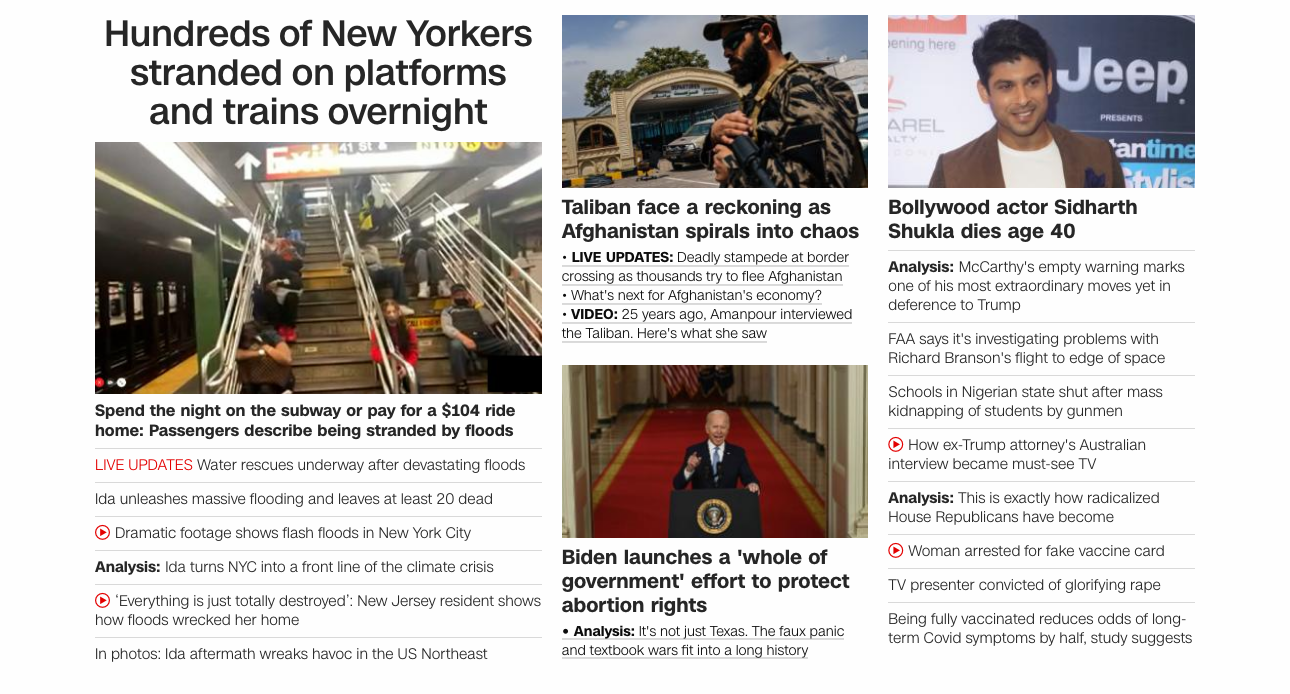 Hundreds of New Yorkers
stranded on platforms
and trains overnight
Exit
41 St &
Spend the night on the subway or pay for a $104 ride
home: Passengers describe being stranded by floods
LIVE UPDATES Water rescues underway after devastating floods
Ida unleashes massive flooding and leaves at least 20 dead
Dramatic footage shows flash floods in New York City
Analysis: Ida turns NYC into a front line of the climate crisis
‘Everything is just totally destroyed’: New Jersey resident shows
how floods wrecked her home
In photos: Ida aftermath wreaks havoc in the US Northeast
Taliban face a reckoning as
Afghanistan spirals into chaos
• LIVE UPDATES: Deadly stampede at border
crossing as thousands try to flee Afghanistan
• What's next for Afghanistan's economy?
• VIDEO: 25 years ago, Amanpour interviewed
the Taliban. Here's what she saw
Biden launches a 'whole of
government' effort to protect
abortion rights
• Analysis: It's not just Texas. The faux panic
and textbook wars fit into a long history
pening here
AREL
ALTY
Jeep
PRESENTS
tantime
Stylis
Bollywood actor Sidharth
Shukla dies age 40
Analysis: McCarthy's empty warning marks
one of his most extraordinary moves yet in
deference to Trump
FAA says it's investigating problems with
Richard Branson's flight to edge of space
Schools in Nigerian state shut after mass
kidnapping of students by gunmen
How ex-Trump attorney's Australian
interview became must-see TV
Analysis: This is exactly how radicalized
House Republicans have become
Woman arrested for fake vaccine card
TV presenter convicted of glorifying rape
Being fully vaccinated reduces odds of long-
term Covid symptoms by half, study suggests